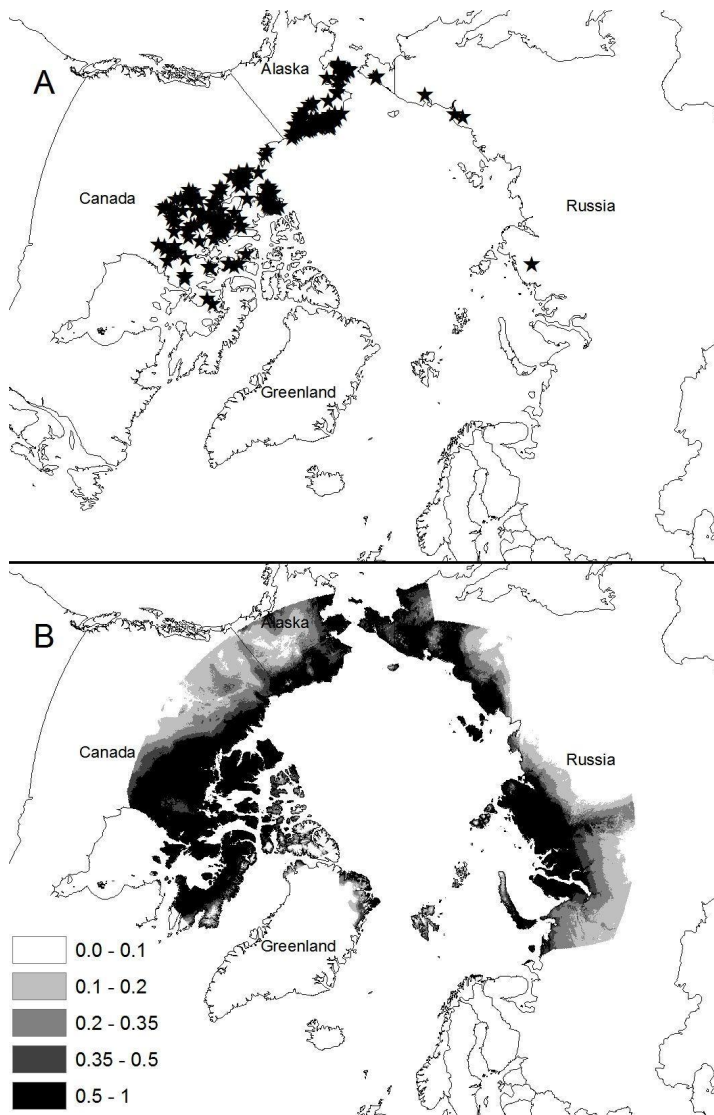 A
Alaska
Canada
Russia
Greenland
B
Alaska
Canada
Russia
Greenland
0.0 - 0.1
0.1 - 0.2
0.2 - 0.35
0.35 - 0.5
0.5 - 1